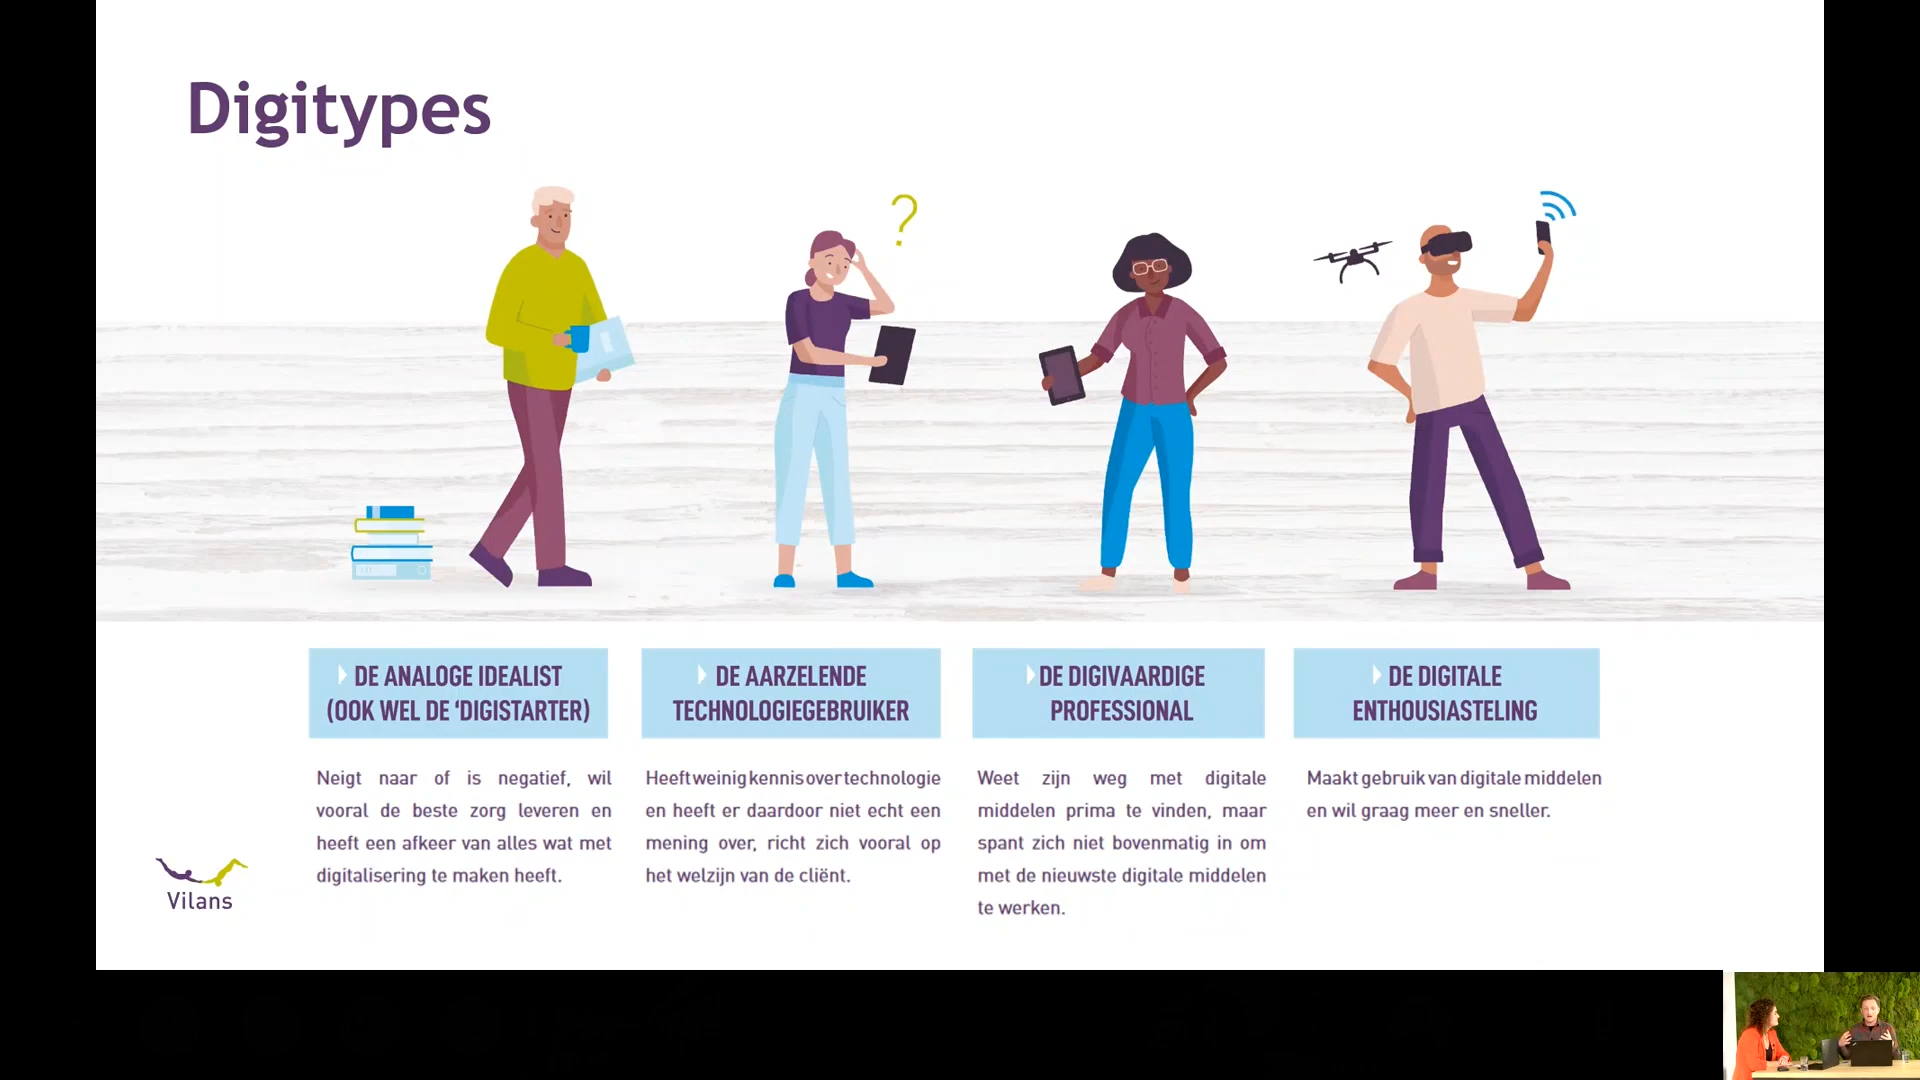 Digitypes
?
DE ANALOGE IDEALIST
(OOK WEL DE ‘DIGISTARTER)
Neigt naar of is negatief, wil
vooral de beste zorg leveren en
heeft een afkeer van alles wat met
digitalisering te maken heeft.
DE AARZELENDE
TECHNOLOGIEGEBRUIKER
Heeft weinig kennis over technologie
en heeft er daardoor niet echt een
mening over, richt zich vooral op
het welzijn van de cliënt.
DE DIGIVAARDIGE
PROFESSIONAL
Weet zijn weg met digitale
middelen prima te vinden, maar
spant zich niet bovenmatig in om
met de nieuwste digitale middelen
te werken.
DE DIGITALE
ENTHOUSIASTELING
Maakt gebruik van digitale middelen
en wil graag meer en sneller.
Vilans